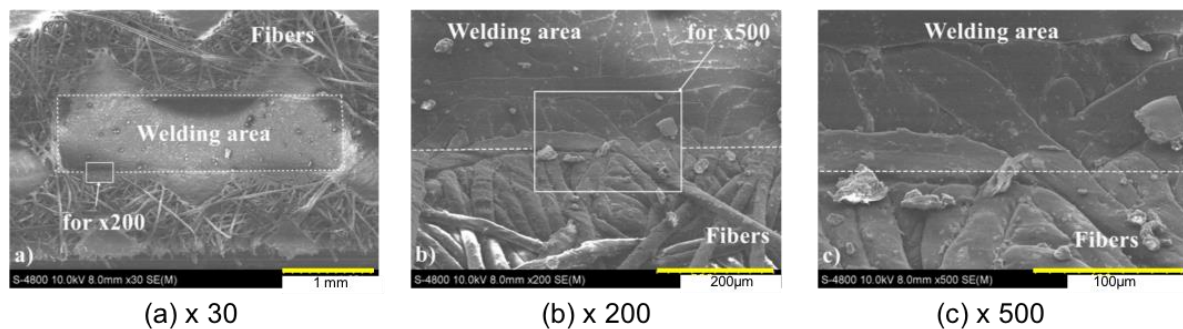 Fibers
Welding area
for x200
a)
S-4800 10.0kV 8.0mm x30 SE(M)
1 mm
(a) x 30
Welding area
for x500
Fibers
b)
S-4800 10.0kV 8.0mm x200 SE(M)
200μm
(b) x 200
Welding area
Fibers
c)
S-4800 10.0kV 8.0mm x500 SE(M)
100μm
(c) x 500